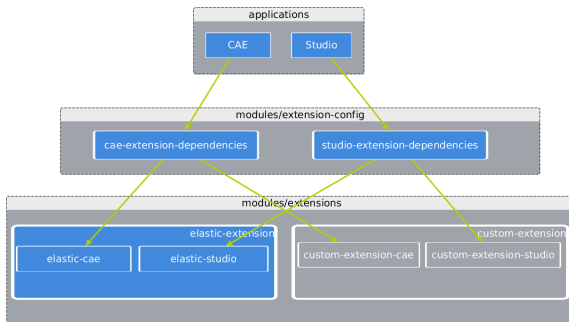 applications
CAE
Studio
modules/extension-config
cae-extension-dependencies
studio-extension-dependencies
modules/extensions
elastic-extension
custom-extension
elastic-cae
elastic-studio
custom-extension-cae
custom-extension-studio